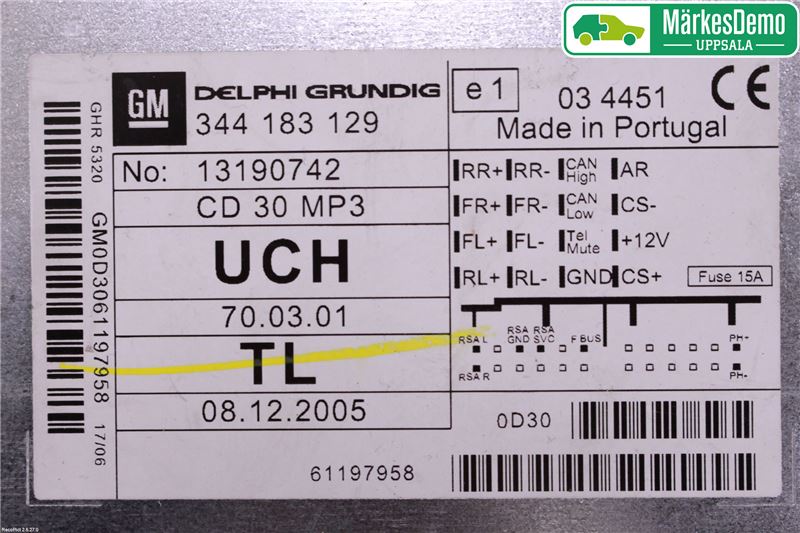 MärkesDemo
UPPSALA
GM
DELPHI GRUNDIG
344 183 129
e1
03 4451
CE
Made in Portugal
No: 13190742
CD 30 MP3
UCH
70.03.01
TL
08.12.2005
RR+ RR- CAN High AR
FR+ FR- CAN Low CS-
FL+ FL- Tel Mute +12V
RL+ RL- GND CS+
Fuse 15A
RSA L RSA GND RSA SVC F BUS PH+
RSA R PH-
0D30
61197958
GHR 5320
GM0D3061197958
17/06